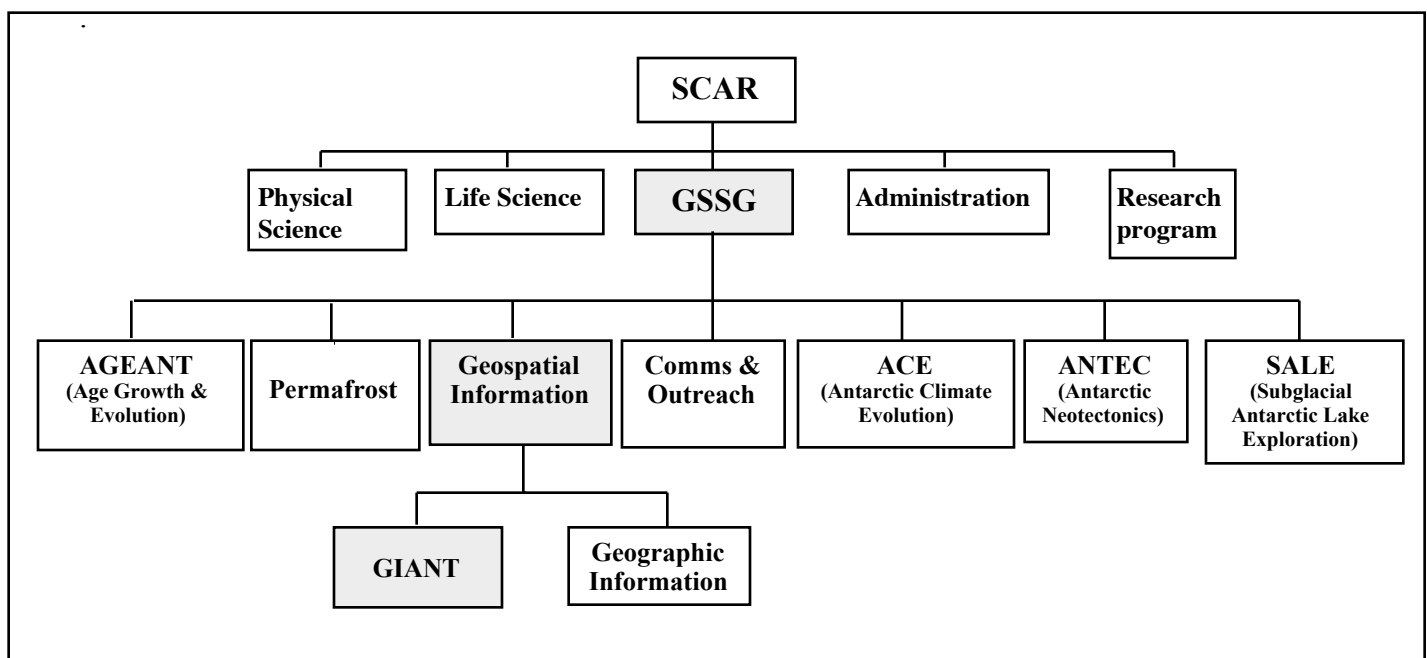 SCAR
Physical
Science
Life Science
GSSG
Administration
Research
program
AGEANT
(Age Growth &
Evolution)
Permafrost
Geospatial
Information
Comms &
Outreach
ACE
(Antarctic Climate
Evolution)
ANTEC
(Antarctic
Neotectonics)
SALE
(Subglacial
Antarctic Lake
Exploration)
GIANT
Geographic
Information